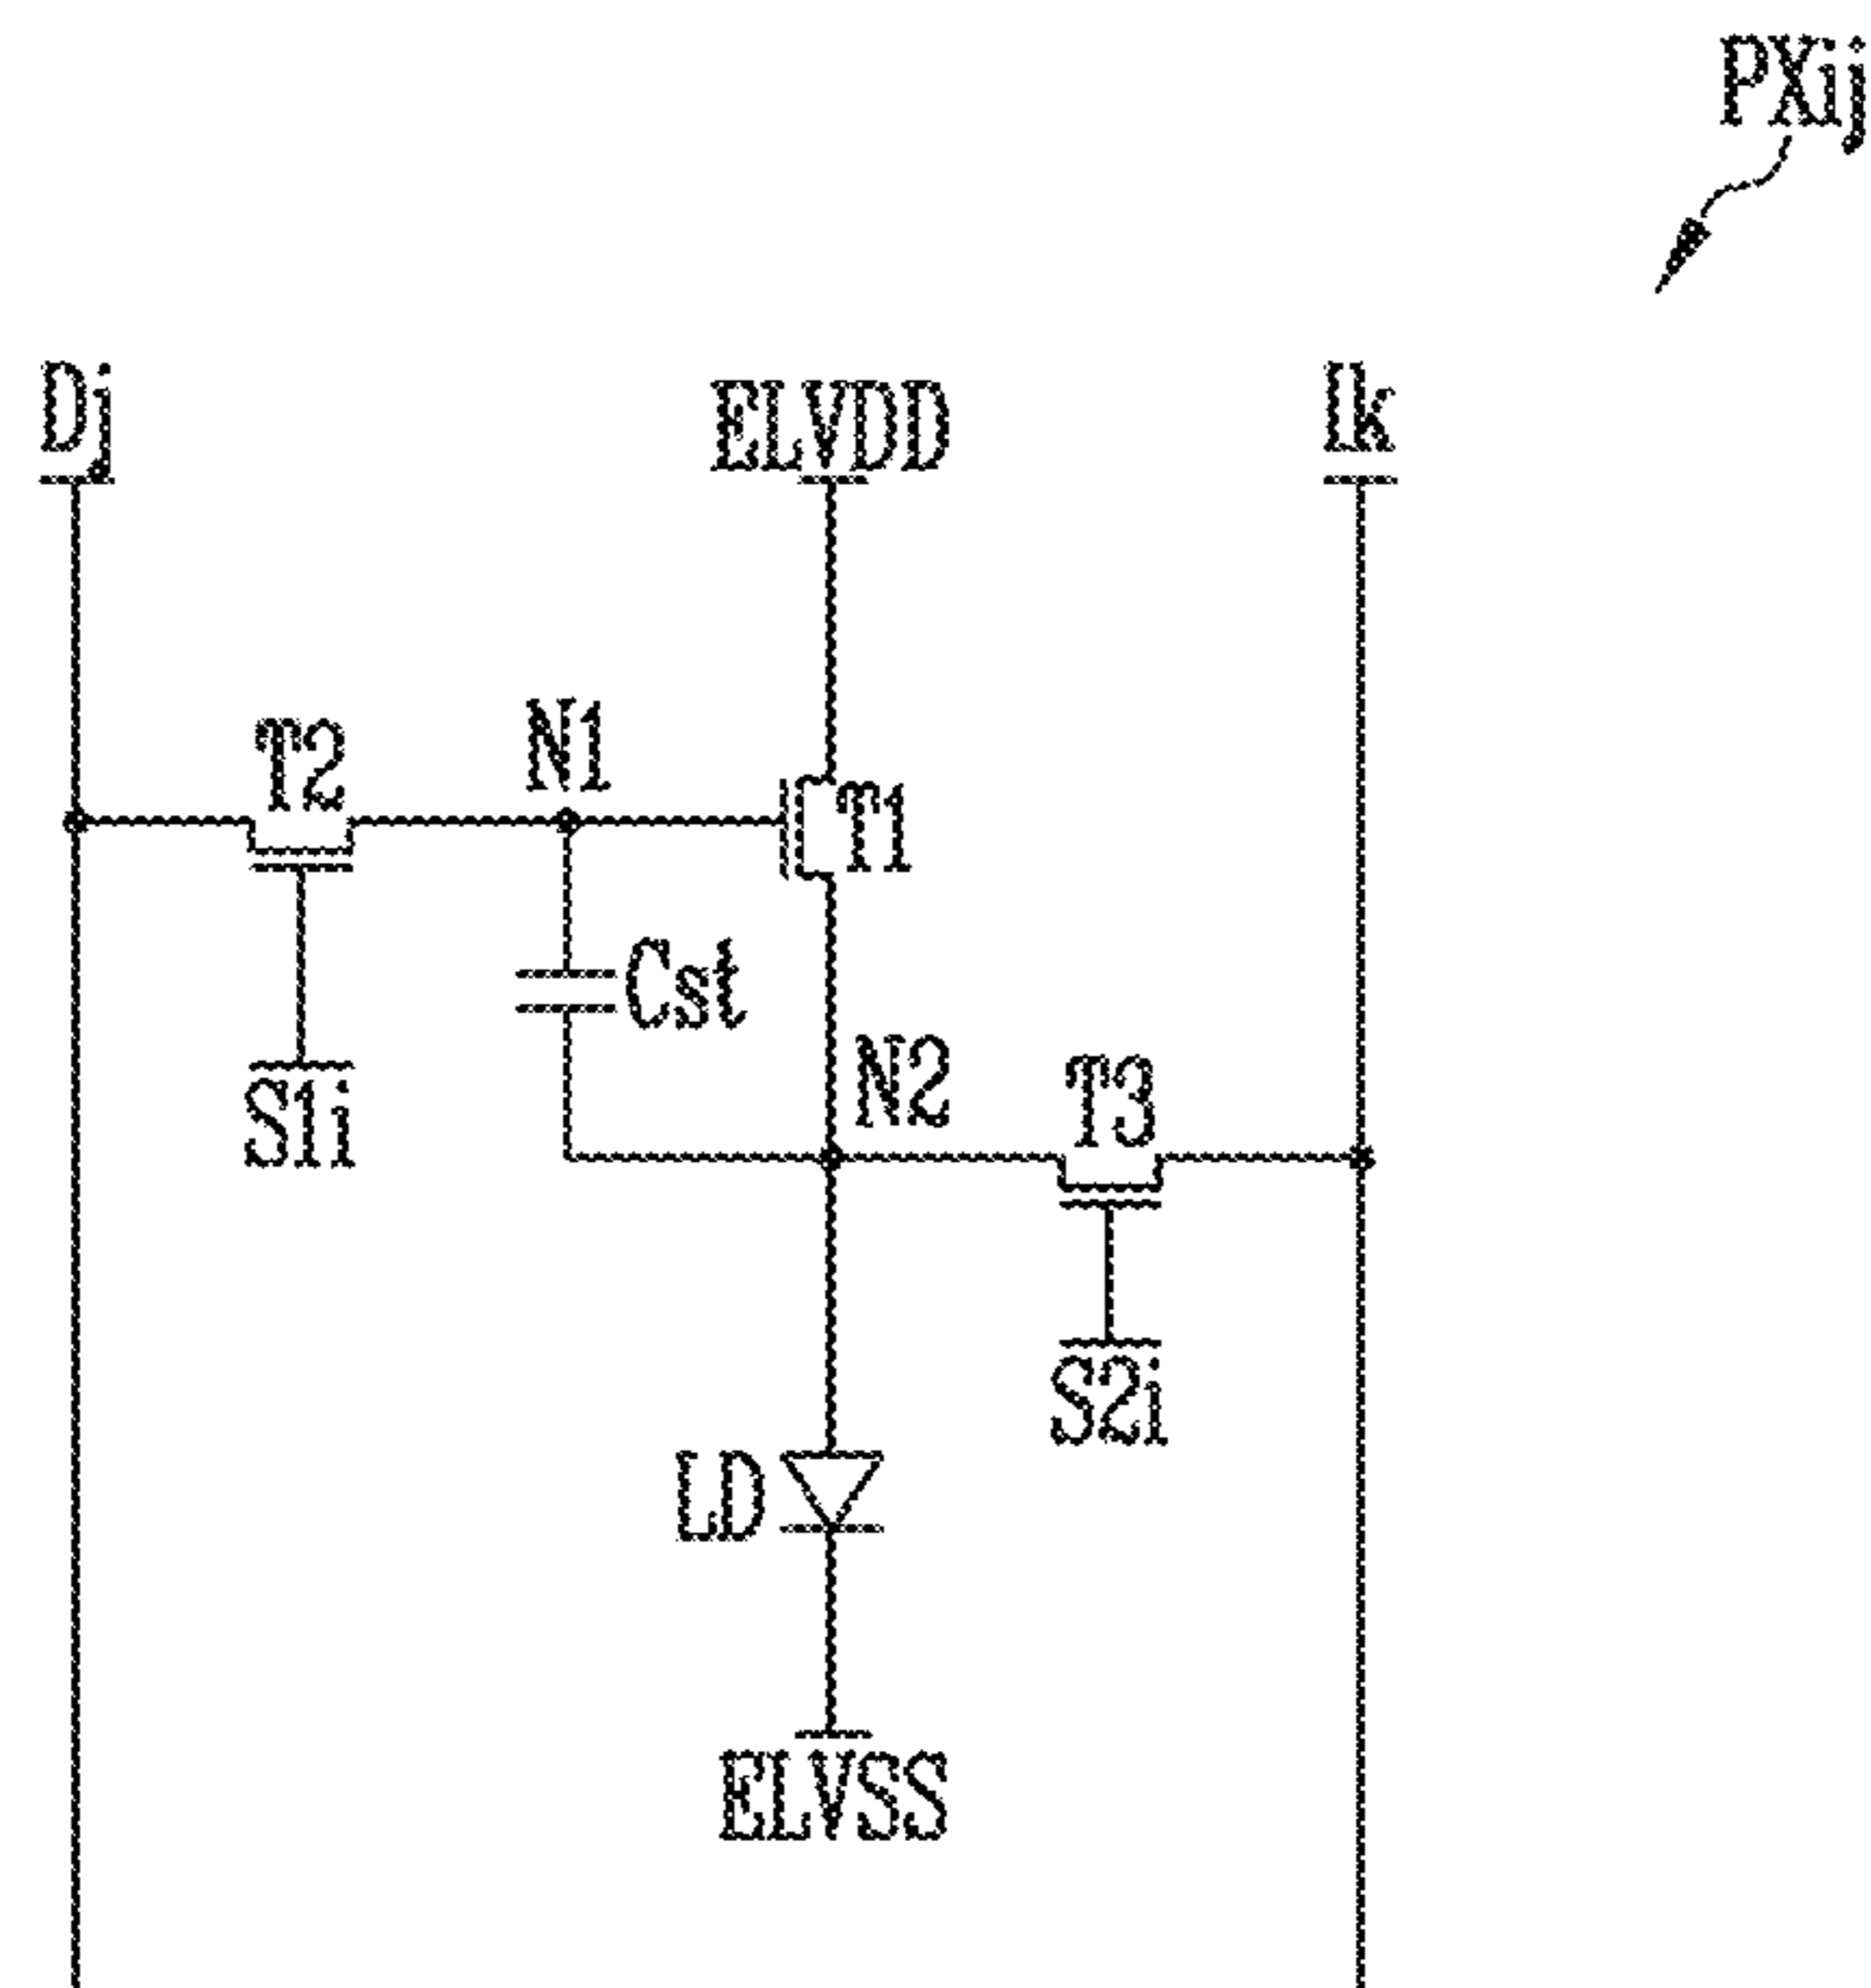 PXij
Dj
ELVDD
Ik
T2
N1
T1
Cst
N2
T3
S1i
S2i
LD
ELVSS